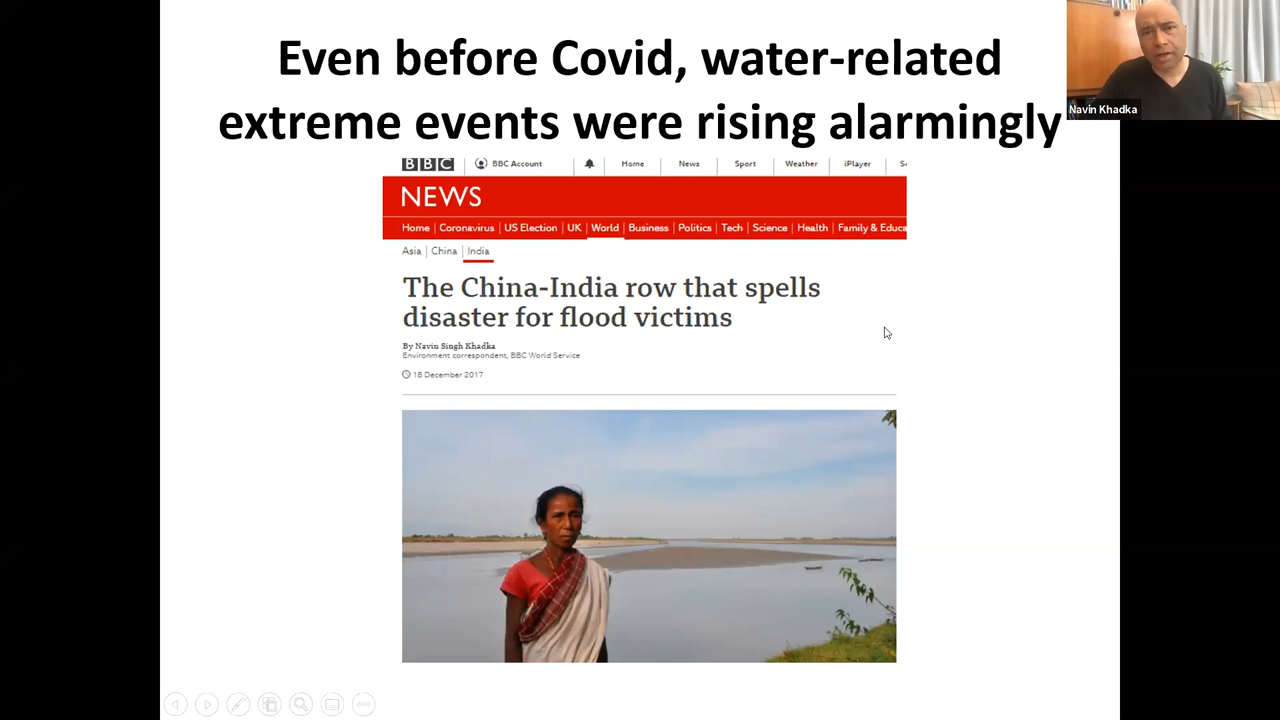 Even before Covid, water-related
extreme events were rising alarmingly
Navin Khadka
BBC BBC Account Home News Sport Weather iPlayer
NEWS
Home Coronavirus US Election UK World Business Politics Tech Science Health Family & Educa
Asia China India
The China-India row that spells
disaster for flood victims
By Navin Singh Khadka
Environment correspondent, BBC World Service
18 December 2017